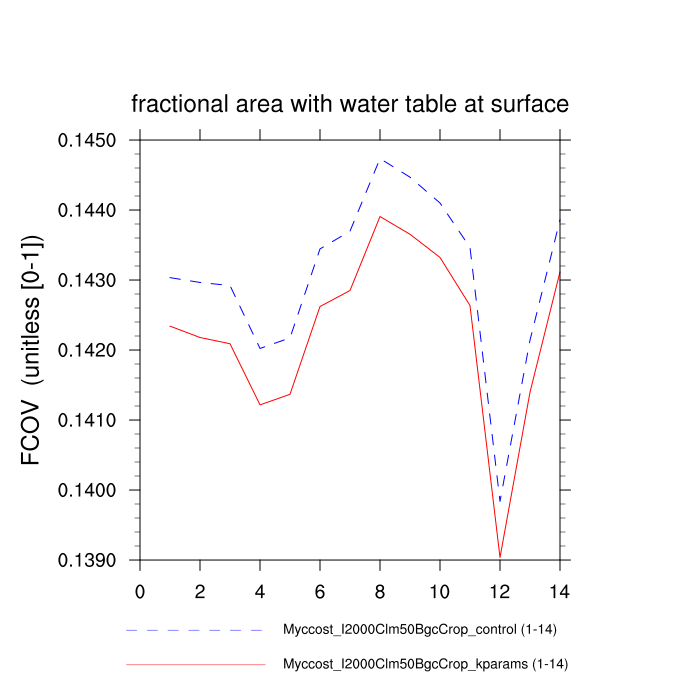 fractional area with water table at surface
FCOV (unitless [0-1])
0.1450
0.1440
0.1430
0.1420
0.1410
0.1400
0.1390
0 2 4 6 8 10 12 14
Myccost_I2000Clm50BgcCrop_control (1-14)
Myccost_I2000Clm50BgcCrop_kparams (1-14)